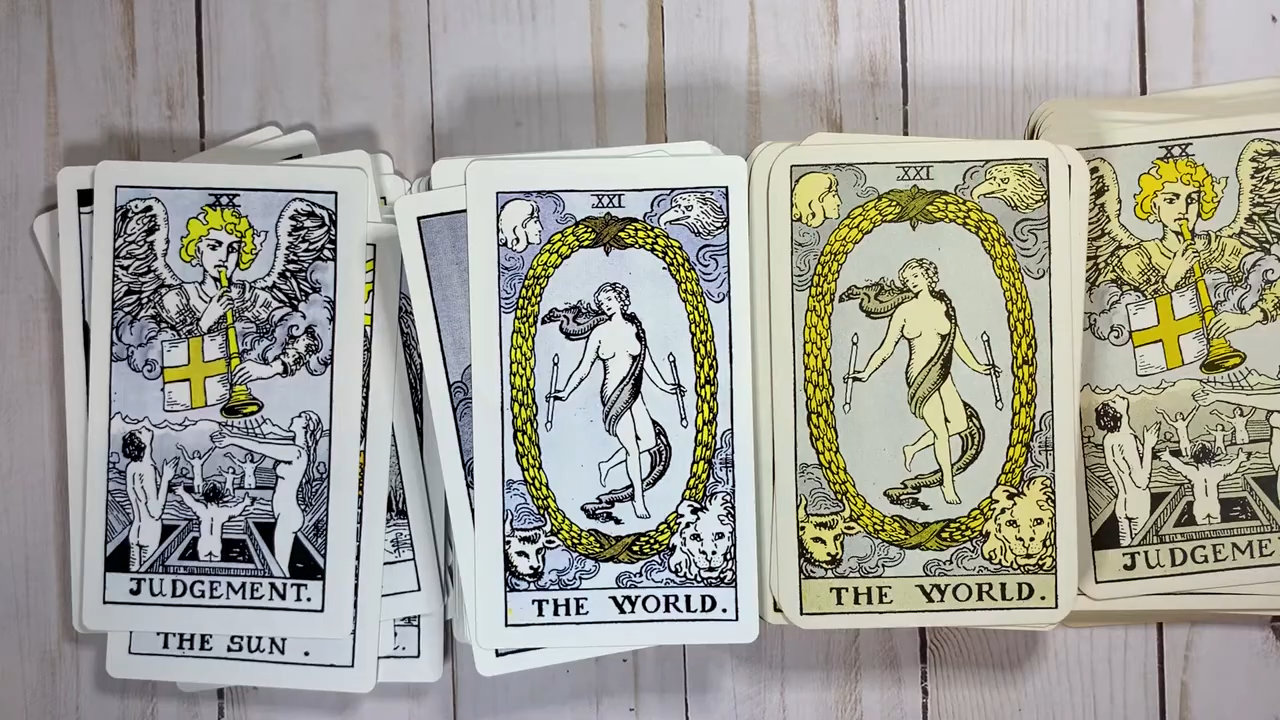 XX
JUDGEMENT.
THE SUN .
XXI
THE WORLD.
XXI
THE WORLD.
XX
JUDGEME